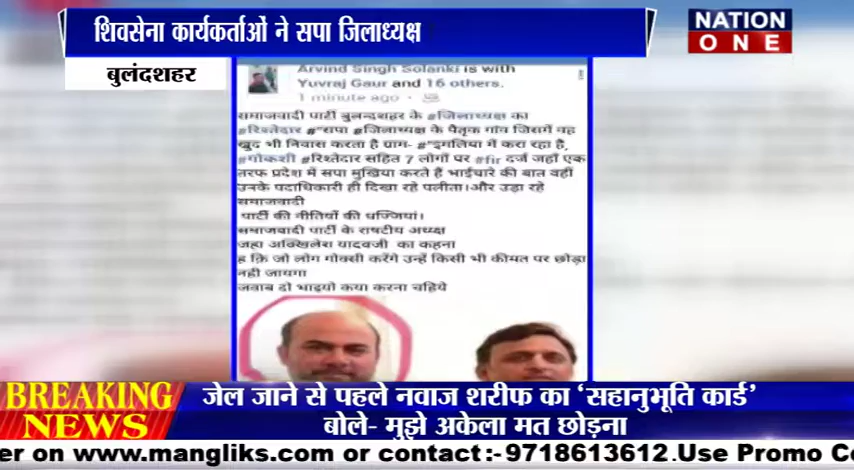 शिवसेना कार्यकर्ताओं ने सपा जिलाध्यक्ष
NATION
ONE
बुलंदशहर
Arvind Singh Solanki is with
Yuvraj Gaur and 16 others.
1 minute ago
समाजवादी पार्टी बुलन्दशहर के #जिलाध्यक्ष का
#रिश्तेदार #"सपा #जिलाध्यक्ष के पैतृक गांव जिसमें वह
खुद भी निवास करता है ग्राम- #"इगलिया में करा रहा है,
#गोकशी #रिश्तेदार सहित 7 लोगों पर #fir दर्ज जहाँ एक
तरफ प्रदेश में सपा मुखिया करते हैं भाईचारे की बात वहीं
उनके पदाधिकारी ही दिखा रहे पलीता।और उड़ा रहे
समाजवादी
पार्टी की नीतियों की धज्जियां।
समाजवादी पार्टी के राषटीय अध्यक्ष
जहा अखिलेश यादवजी का कहना
ह क़ि जो लोग गोक्सी करेंगे उन्हें किसी भी कीमत पर छोड़ा
नही जायगा
जवाब दो भाइयो कया करना चहिये
BREAKING
NEWS
जेल जाने से पहले नवाज शरीफ का ‘सहानुभूति कार्ड’
बोले- मुझे अकेला मत छोड़ना
er on www.mangliks.com or contact:-9718613612.Use Promo Co